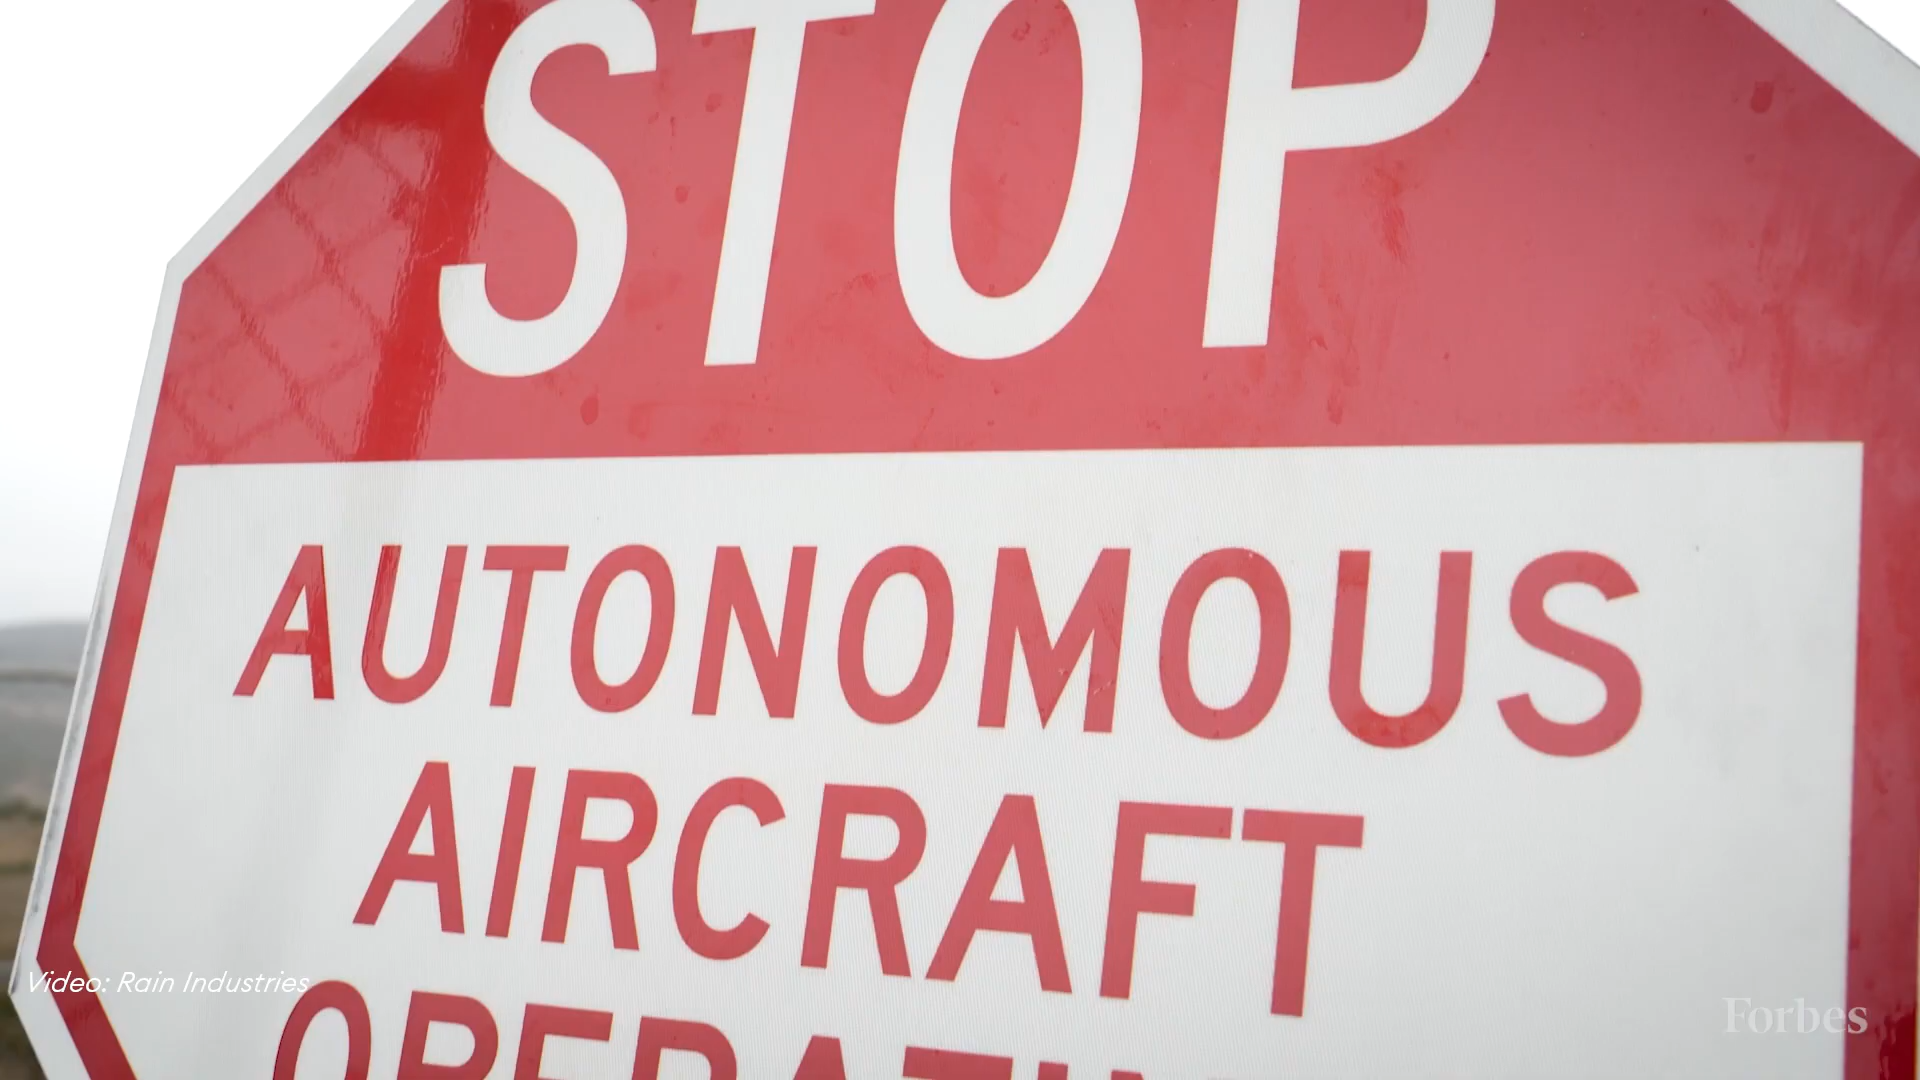 STOP
AUTONOMOUS
AIRCRAFT
Video: Rain Industries
Forbes